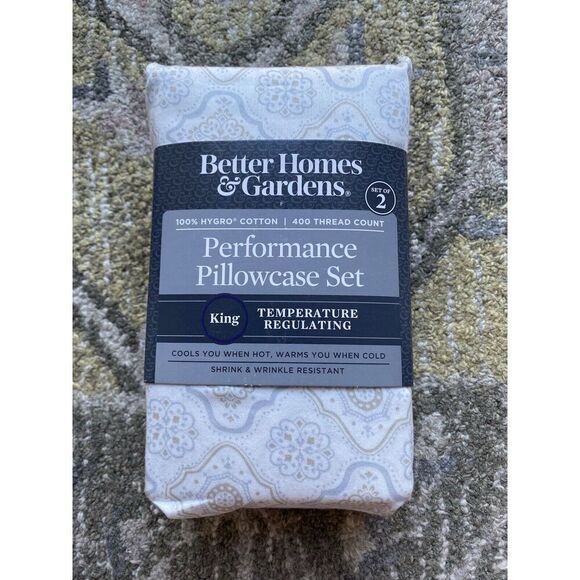 Better Homes
& Gardens®
SET OF
2
100% HYGRO® COTTON | 400 THREAD COUNT
Performance
Pillowcase Set
King
TEMPERATURE
REGULATING
COOLS YOU WHEN HOT, WARMS YOU WHEN COLD
SHRINK & WRINKLE RESISTANT